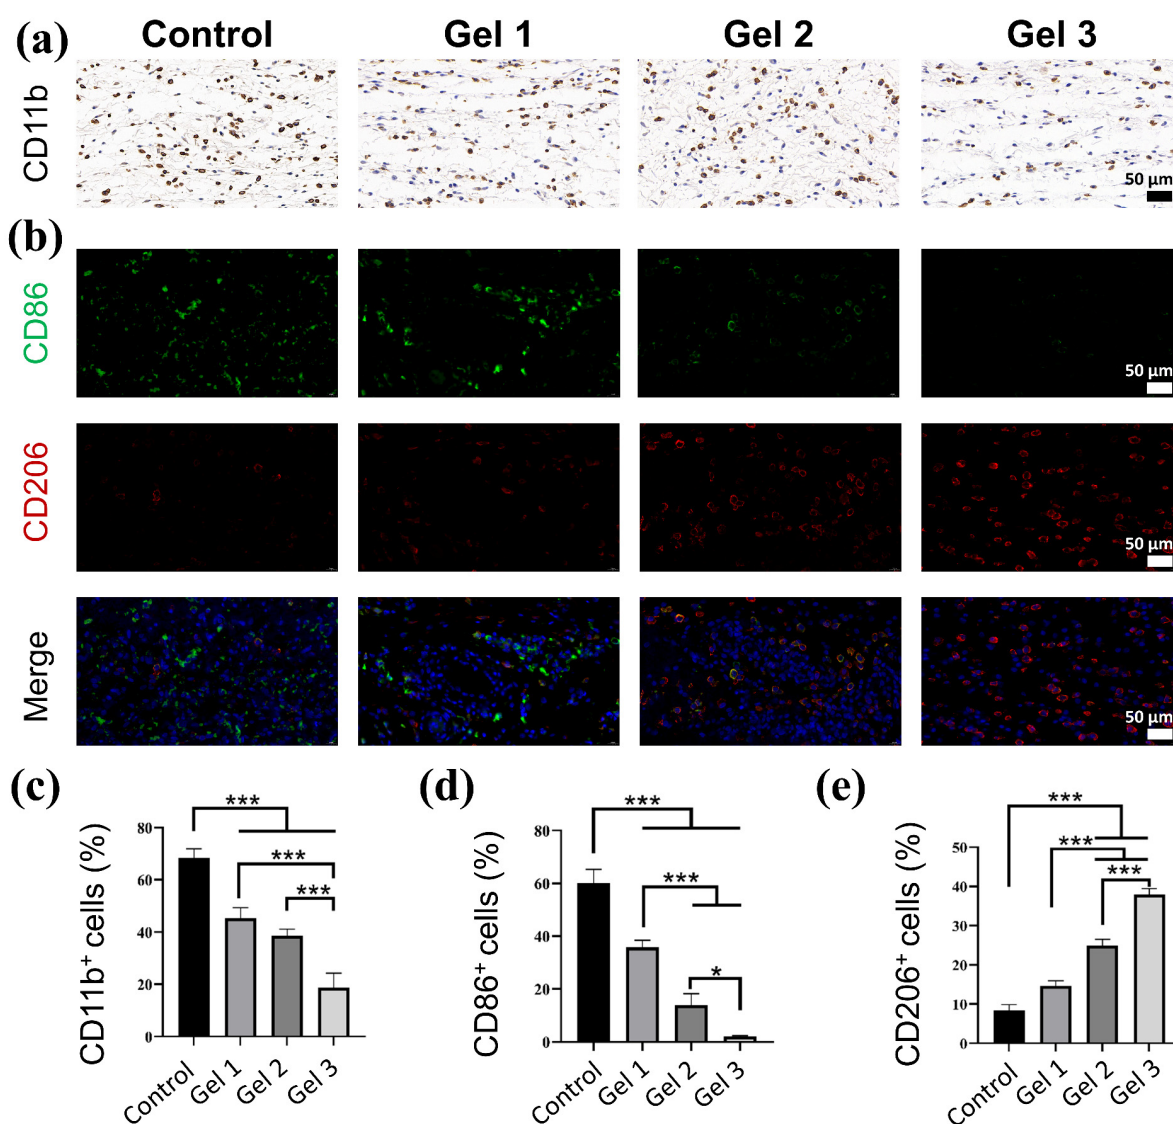 (a)
Control
Gel 1
Gel 2
Gel 3
CD11b
50 µm
(b)
CD86
50 µm
CD206
50 µm
Merge
50 µm
(c)
CD11b⁺ cells (%)
80
60
40
20
0
***
***
***
Control
Gel 1
Gel 2
Gel 3
(d)
CD86⁺ cells (%)
80
60
40
20
0
***
***
*
Control
Gel 1
Gel 2
Gel 3
(e)
CD206⁺ cells (%)
50
40
30
20
10
0
***
***
***
Control
Gel 1
Gel 2
Gel 3